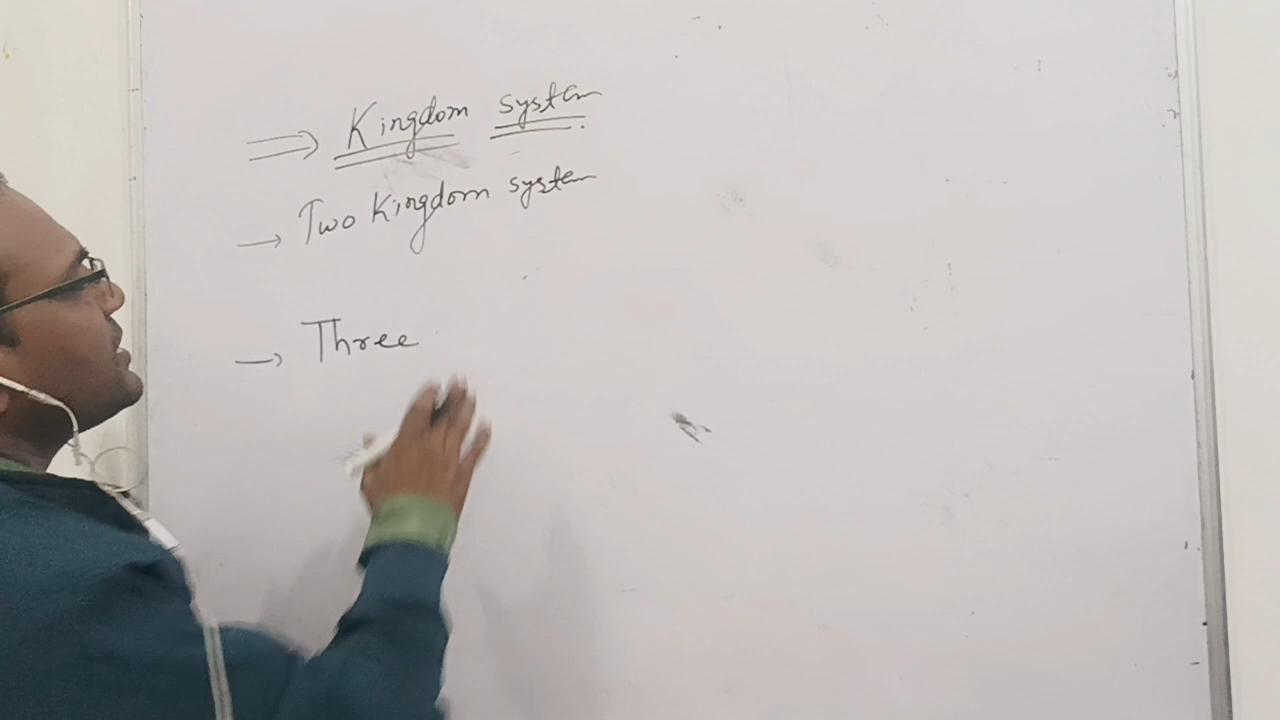 ⇒ Kingdom system.
→ Two Kingdom system
→ Three